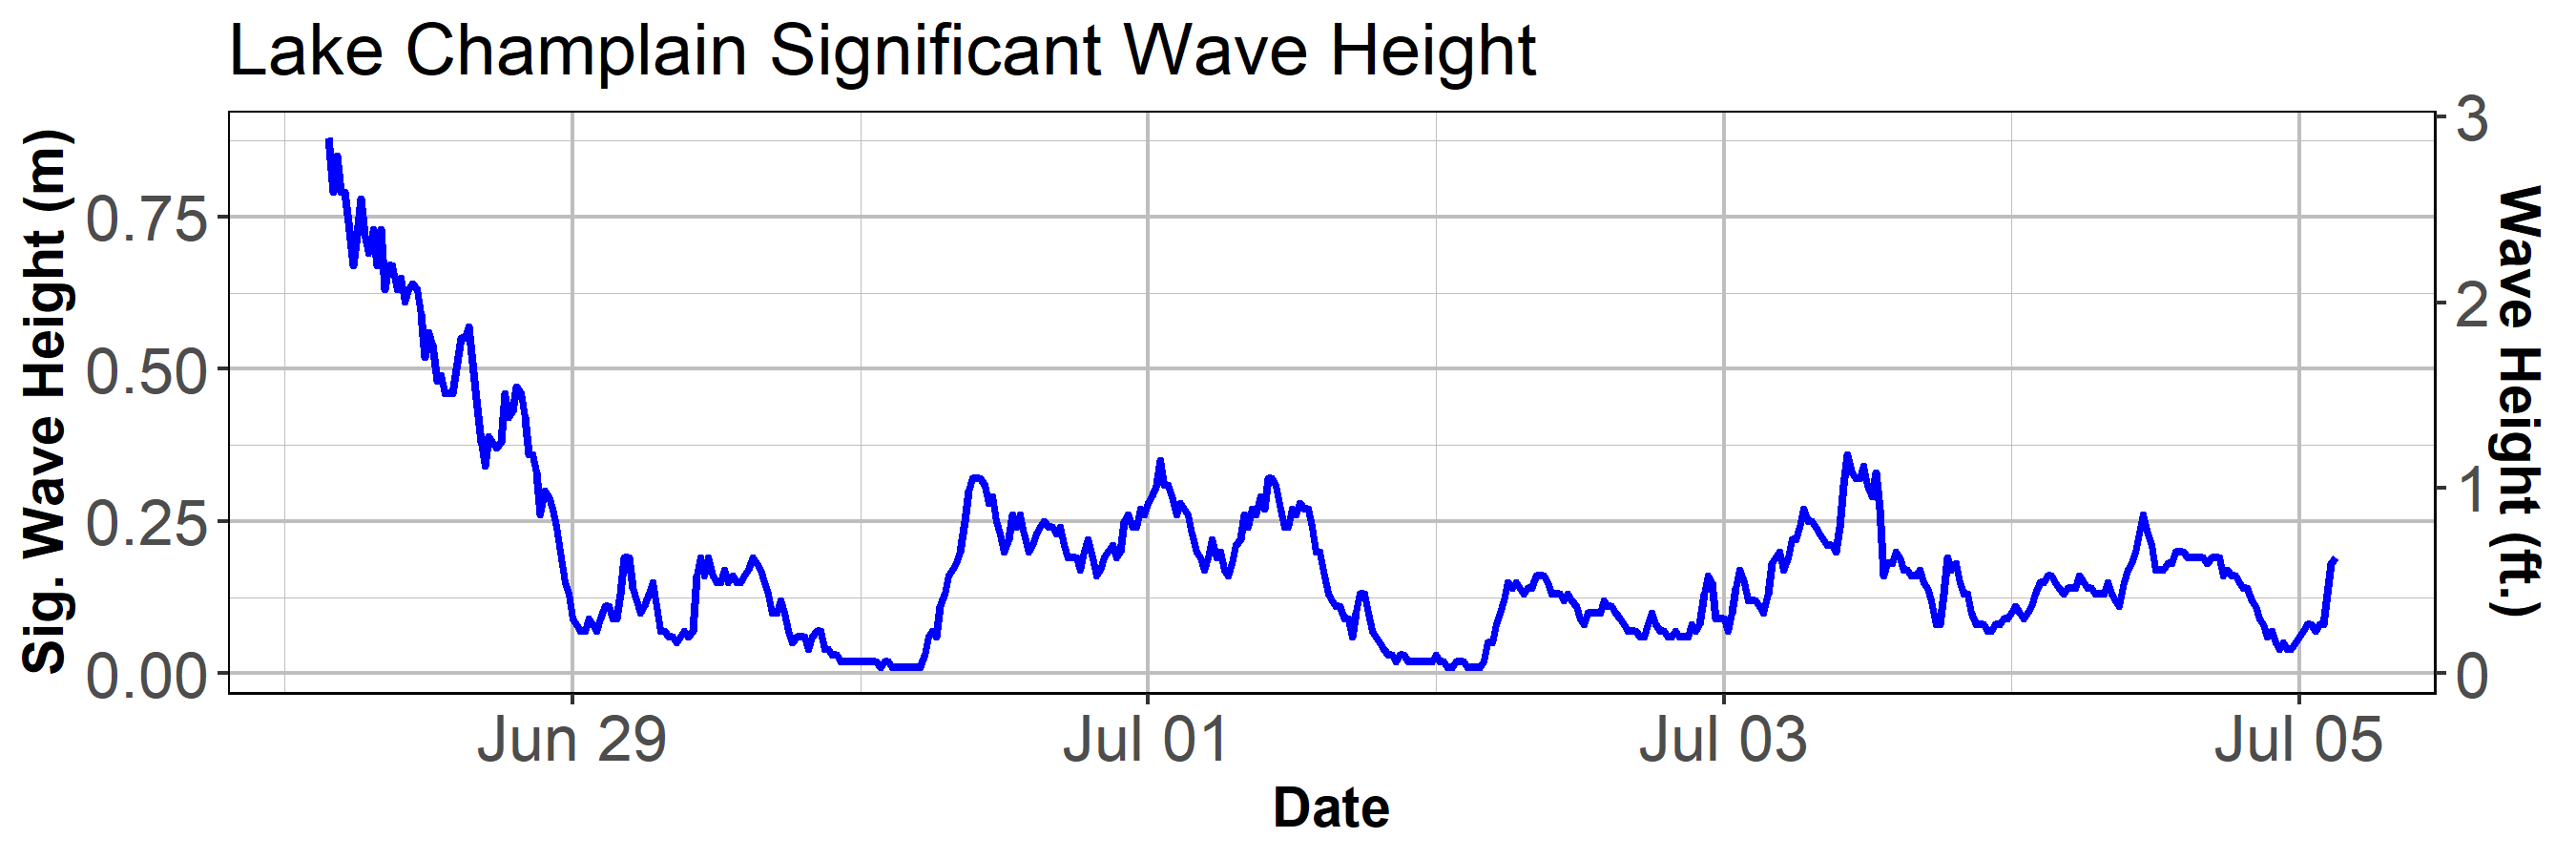 Lake Champlain Significant Wave Height
Sig. Wave Height (m)
0.75
0.50
0.25
0.00
3
2
1
0
Wave Height (ft.)
Jun 29
Jul 01
Jul 03
Jul 05
Date